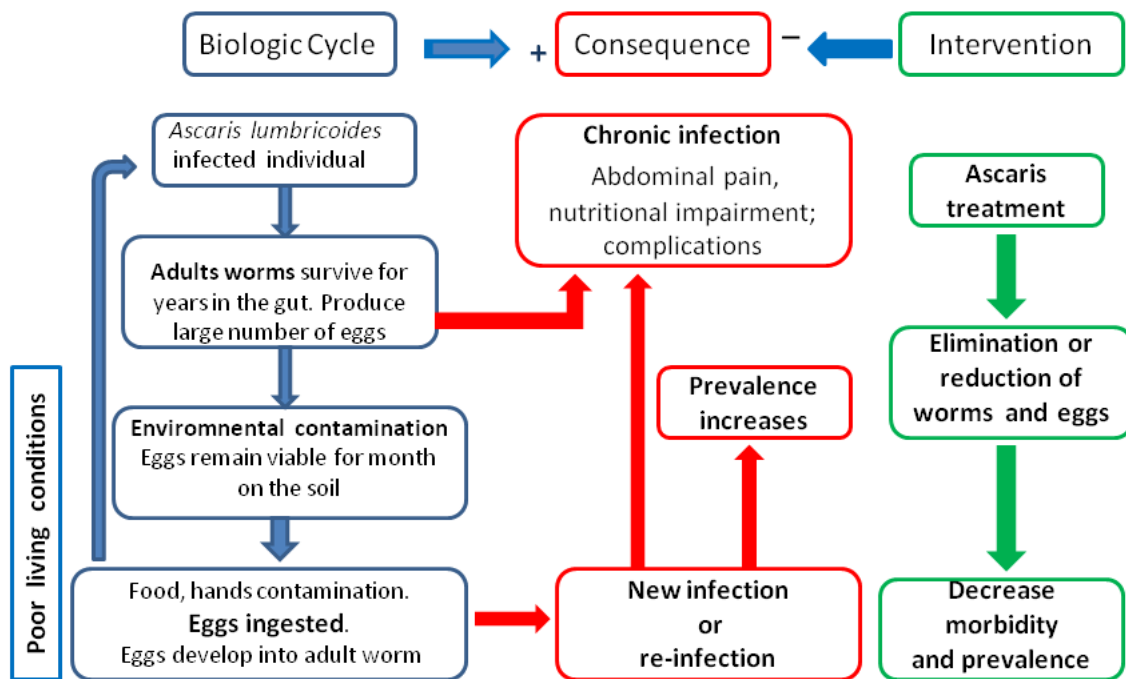 Biologic Cycle
+
Consequence
–
Intervention
Ascaris lumbricoides
infected individual
Adults worms survive for
years in the gut. Produce
large number of eggs
Enviromnental contamination
Eggs remain viable for month
on the soil
Food, hands contamination.
Eggs ingested.
Eggs develop into adult worm
Poor living conditions
Chronic infection
Abdominal pain,
nutritional impairment;
complications
Prevalence
increases
New infection
or
re-infection
Ascaris
treatment
Elimination or
reduction of
worms and eggs
Decrease
morbidity
and prevalence